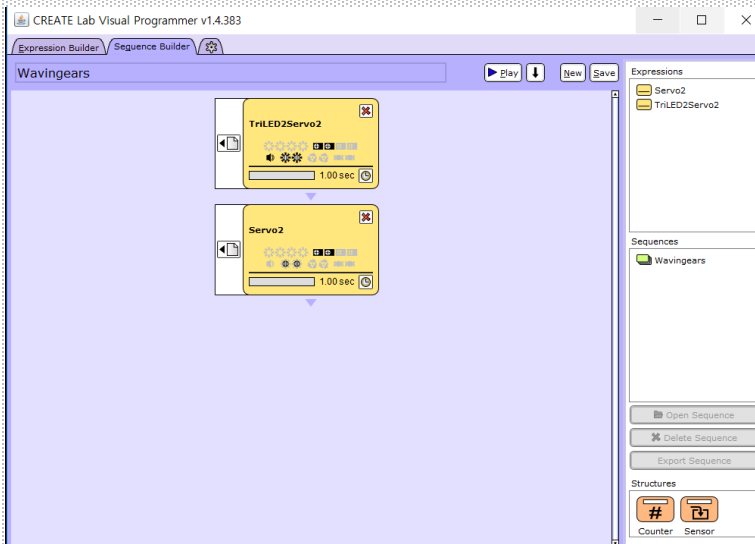 CREATE Lab Visual Programmer v1.4.383
Expression Builder
Sequence Builder
Wavingears
Play
New
Save
TriLED2Servo2
1.00 sec
Servo2
1.00 sec
Expressions
Servo2
TriLED2Servo2
Sequences
Wavingears
Open Sequence
Delete Sequence
Export Sequence
Structures
#
Counter
Sensor